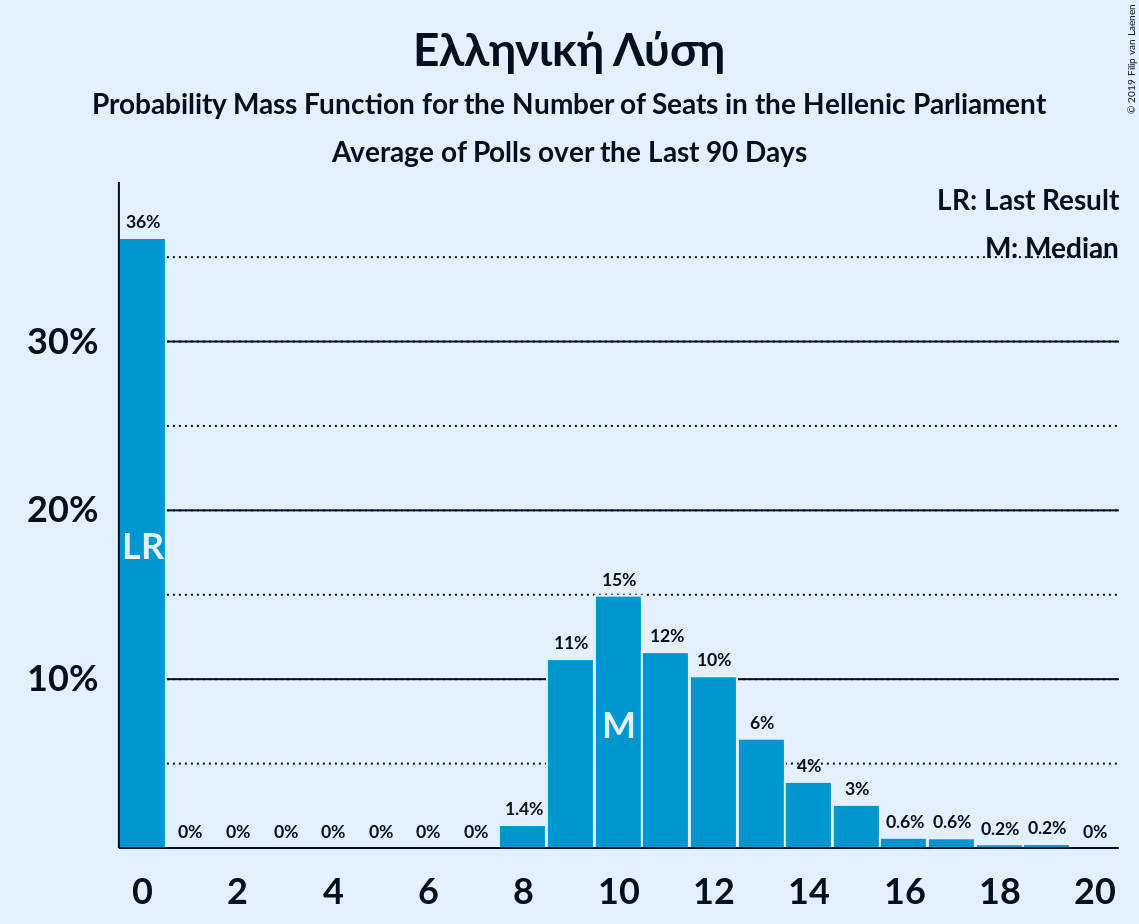 Ελληνική Λύση
Probability Mass Function for the Number of Seats in the Hellenic Parliament
Average of Polls over the Last 90 Days
© 2019 Filip van Laenen
LR: Last Result
M: Median
36%
30%
20%
10%
LR
0% 0% 0% 0% 0% 0% 0% 1.4% 11% 15% 12% 10% 6% 4% 3% 0.6% 0.6% 0.2% 0.2% 0%
M
0 2 4 6 8 10 12 14 16 18 20